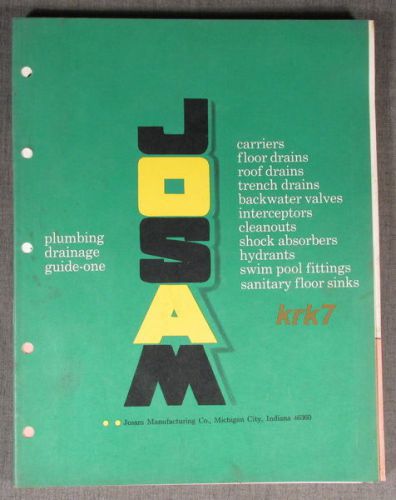 JOSAM
carriers
floor drains
roof drains
trench drains
backwater valves
interceptors
cleanouts
shock absorbers
hydrants
swim pool fittings
sanitary floor sinks
plumbing
drainage
guide-one
krk7
Josam Manufacturing Co., Michigan City, Indiana 46360